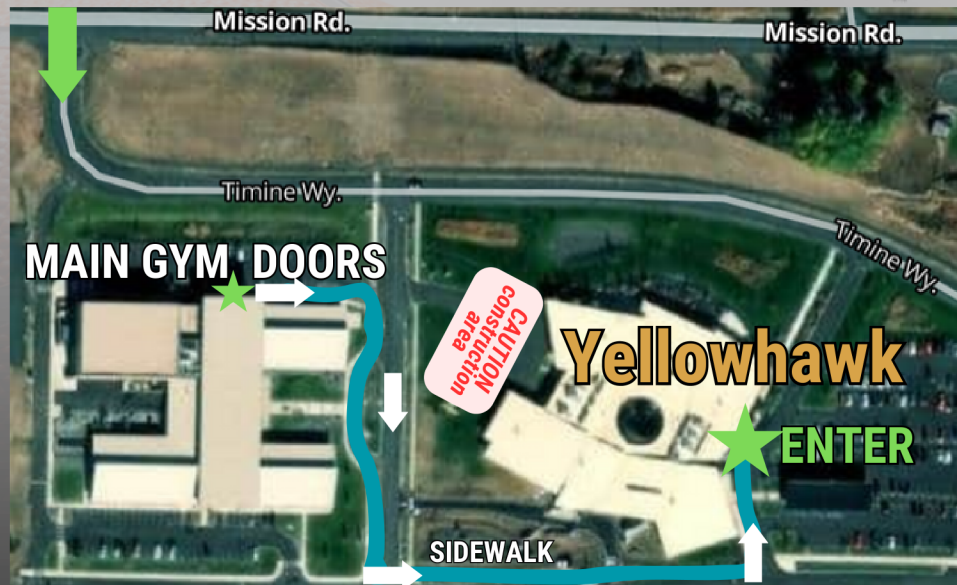 Mission Rd.
Mission Rd.
Timine Wy.
Timine Wy.
MAIN GYM DOORS
CAUTION
construction
area
Yellowhawk
ENTER
SIDEWALK